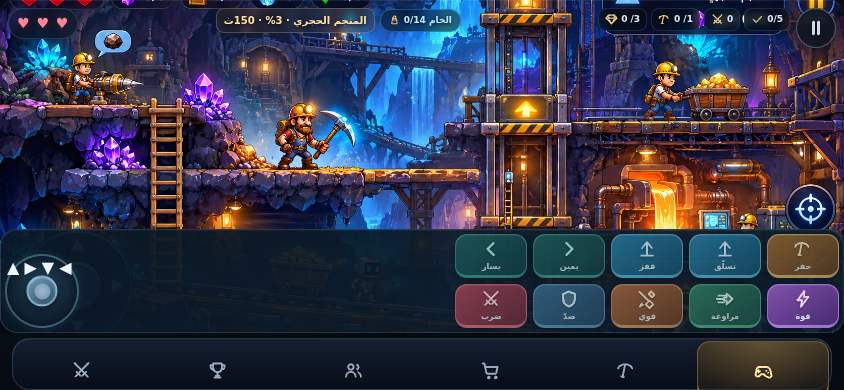 المنجم الحجري · 3% · 150ت
الخام 0/14
0 /3
0 /1
0
0/5
يسار
يمين
قفز
تسلّق
حفر
ضرب
صدّ
قوي
مراوغة
قوة